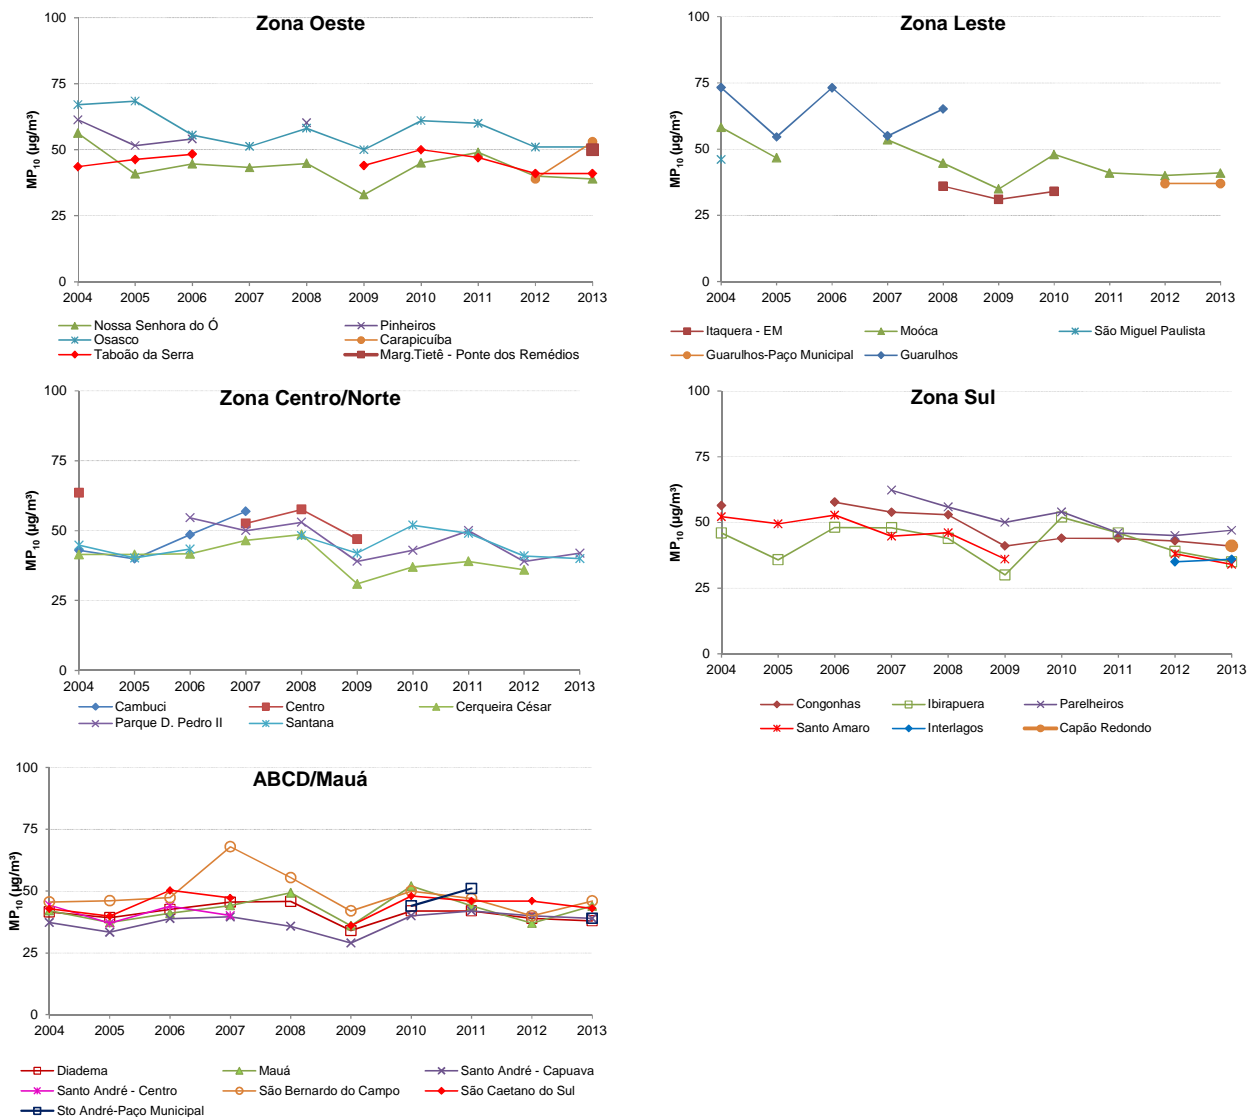 Zona Oeste
MP₁₀ (µg/m³)
100
75
50
25
0
2004 2005 2006 2007 2008 2009 2010 2011 2012 2013
Nossa Senhora do Ó Pinheiros
Osasco Carapicuíba
Taboão da Serra Marg.Tietê - Ponte dos Remédios
Zona Leste
MP₁₀ (µg/m³)
100
75
50
25
0
2004 2005 2006 2007 2008 2009 2010 2011 2012 2013
Itaquera - EM Moóca São Miguel Paulista
Guarulhos-Paço Municipal Guarulhos
Zona Centro/Norte
MP₁₀ (µg/m³)
100
75
50
25
0
2004 2005 2006 2007 2008 2009 2010 2011 2012 2013
Cambuci Centro Cerqueira César
Parque D. Pedro II Santana
Zona Sul
MP₁₀ (µg/m³)
100
75
50
25
0
2004 2005 2006 2007 2008 2009 2010 2011 2012 2013
Congonhas Ibirapuera Parelheiros
Santo Amaro Interlagos Capão Redondo
ABCD/Mauá
MP₁₀ (µg/m³)
100
75
50
25
0
2004 2005 2006 2007 2008 2009 2010 2011 2012 2013
Diadema Mauá Santo André - Capuava
Santo André - Centro São Bernardo do Campo São Caetano do Sul
Sto André-Paço Municipal